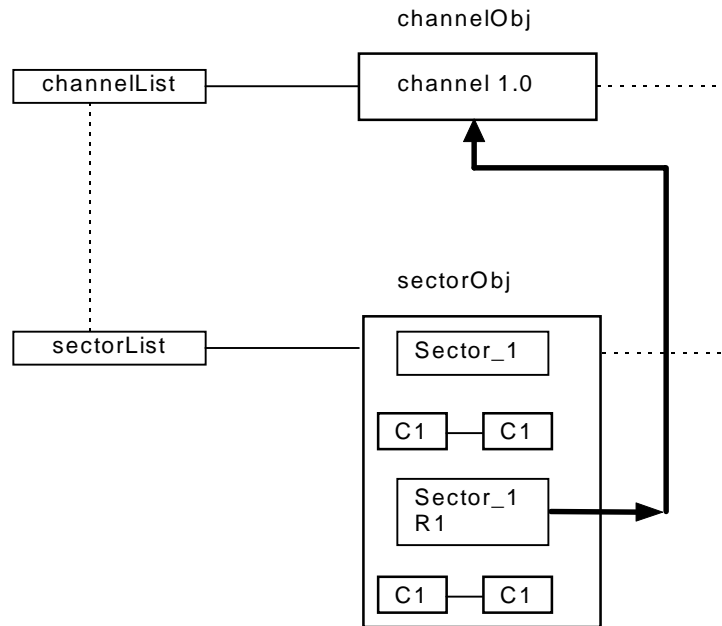 channelObj
channelList
channel 1.0
sectorObj
sectorList
Sector_1
C1
C1
Sector_1
R1
C1
C1